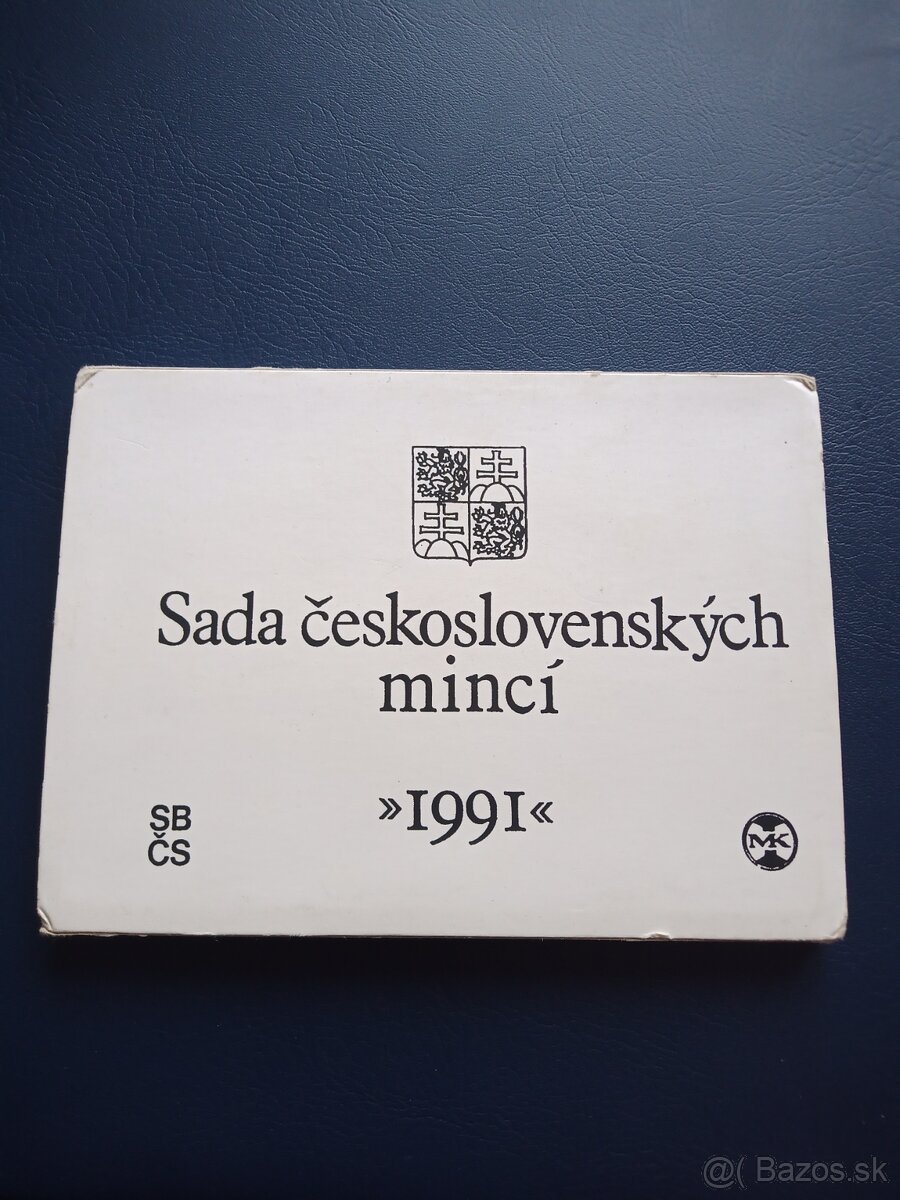 Sada československých
mincí
»1991«
SB
ČS
MK
@( Bazos.sk